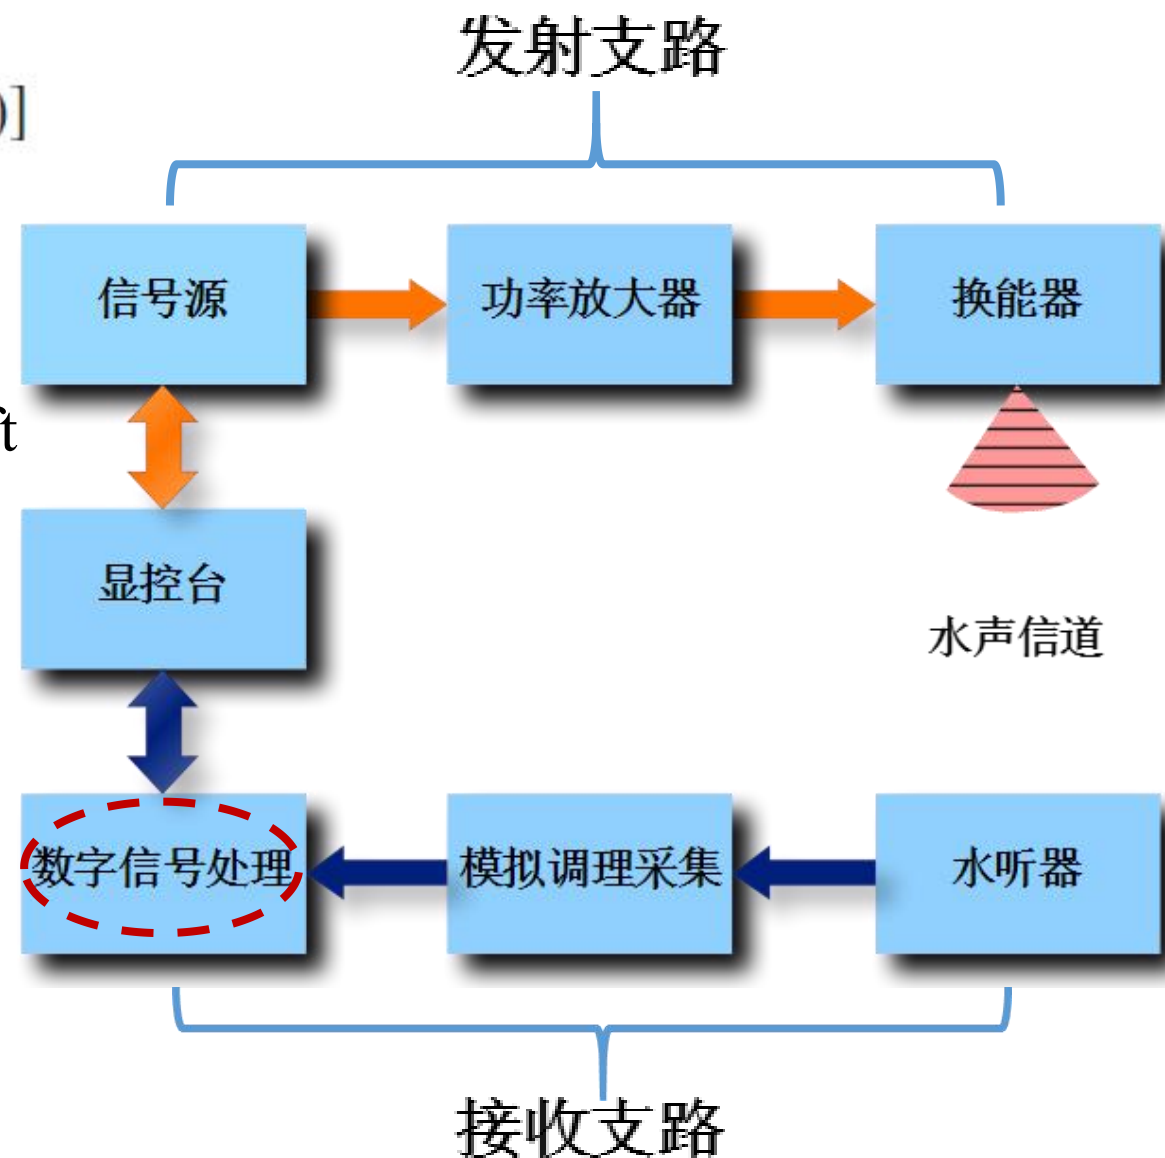 发射支路
)]
信号源
功率放大器
换能器
t
显控台
水声信道
数字信号处理
模拟调理采集
水听器
接收支路